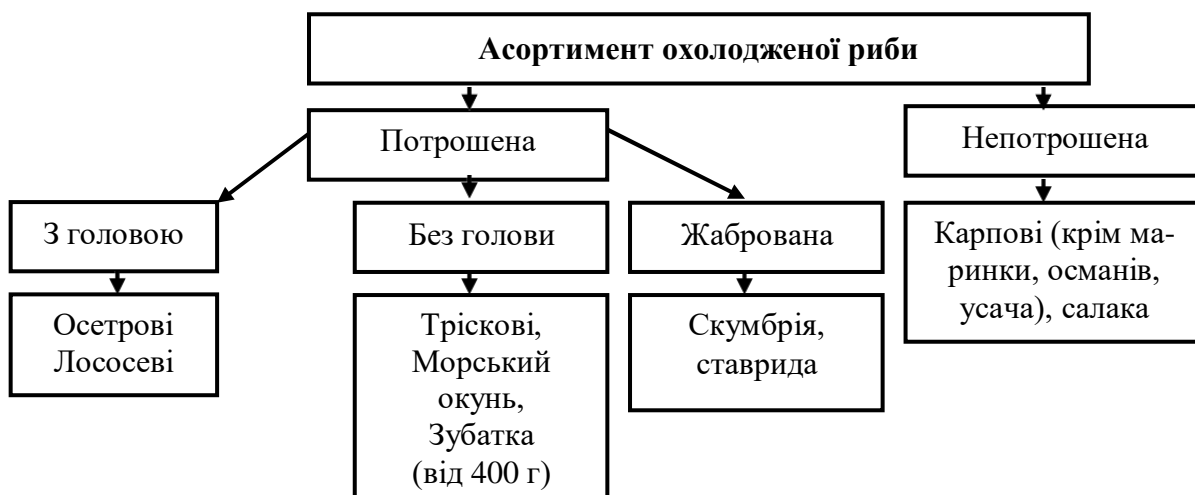 Асортимент охолодженої риби
Потрошена
Непотрошена
З головою
Без голови
Жаброванa
Карпові (крім ма-
ринки, османів,
усача), салака
Осетрові
Лососеві
Тріскові,
Морський
окунь,
Зубатка
(від 400 г)
Скумбрія,
ставрида